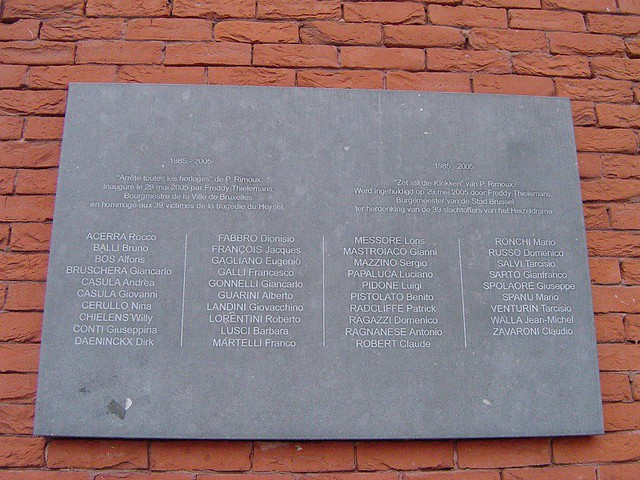 1985 - 2005
"Arrête toutes les horloges" de P. Rimoux
Inauguré le 29 mai 2005 par Freddy Thielemans,
Bourgmestre de la Ville de Bruxelles
en hommage aux 39 victimes de la tragédie du Heysel.
1985 - 2005
"Zet stil die Klokken" van P. Rimoux
Werd ingehuldigd op 29 mei 2005 door Freddy Thielemans,
Burgemeester van de Stad Brussel
ter herdenking van de 39 slachtoffers van het Heizeldrama
ACERRA Rocco
BALLI Bruno
BOS Alfons
BRUSCHERA Giancarlo
CASULA Andrea
CASULA Giovanni
CERULLO Nina
CHIELENS Willy
CONTI Giuseppina
DAENINCKX Dirk
FABBRO Dionisio
FRANÇOIS Jacques
GAGLIANO Eugenio
GALLI Francesco
GONNELLI Giancarlo
GUARINI Alberto
LANDINI Giovacchino
LORENTINI Roberto
LUSCI Barbara
MARTELLI Franco
MESSORE Loris
MASTROIACO Gianni
MAZZINO Sergio
PAPALUCA Luciano
PIDONE Luigi
PISTOLATO Benito
RADCLIFFE Patrick
RAGAZZI Domenico
RAGNANESE Antonio
ROBERT Claude
RONCHI Mario
RUSSO Domenico
SALVI Tarcisio
SARTO Gianfranco
SPOLAORE Giuseppe
SPANU Mario
VENTURIN Tarcisio
WALLA Jean-Michel
ZAVARONI Claudio